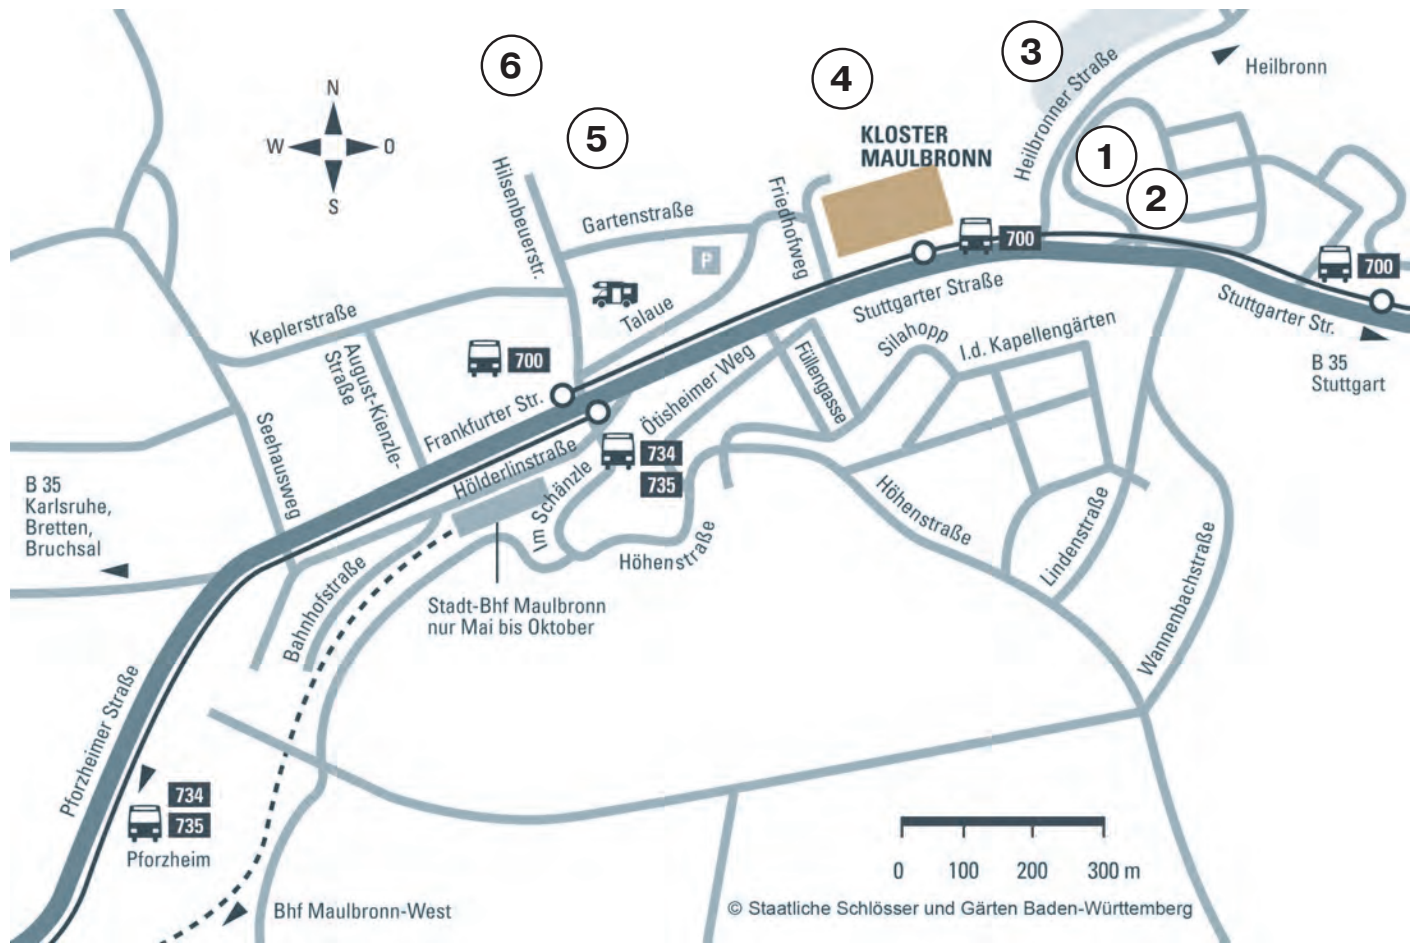 6
3
4
5
1
2
N
W
O
S
Heilbronn
Heilbronner Straße
KLOSTER
MAULBRONN
Hilsenbeuerstr.
Gartenstraße
Friedhofweg
P
700
700
Talaue
Stuttgarter Straße
Stuttgarter Str.
B 35
Stuttgart
Keplerstraße
August-Kienzle-
Straße
700
Silahopp
I.d. Kapellengärten
Füllengasse
Ötisheimer Weg
Frankfurter Str.
Seehausweg
Hölderlinstraße
734
735
Im Schänzle
B 35
Karlsruhe,
Bretten,
Bruchsal
Höhenstraße
Höhenstraße
Lindenstraße
Wannenbachstraße
Bahnhofstraße
Stadt-Bhf Maulbronn
nur Mai bis Oktober
Pforzheimer Straße
734
735
Pforzheim
Bhf Maulbronn-West
0 100 200 300 m
© Staatliche Schlösser und Gärten Baden-Württemberg